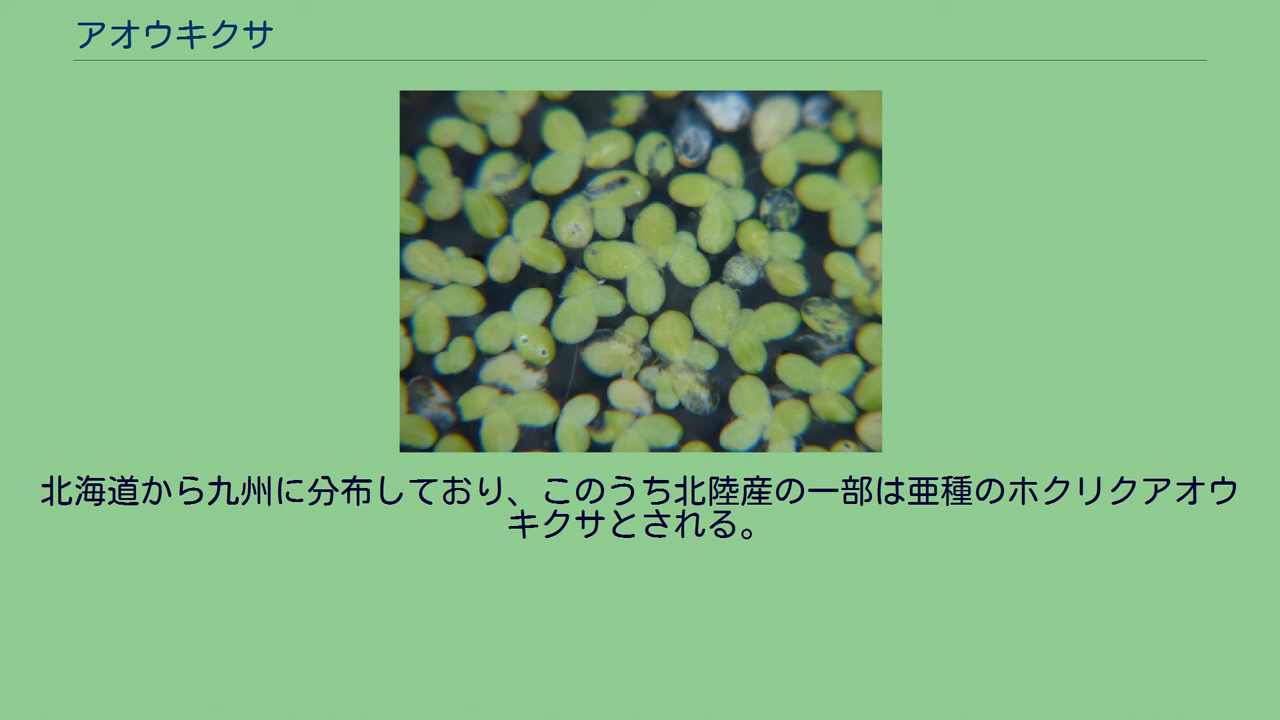 アオウキクサ
北海道から九州に分布しており、このうち北陸産の一部は亜種のホクリクアオウ
キクサとされる。